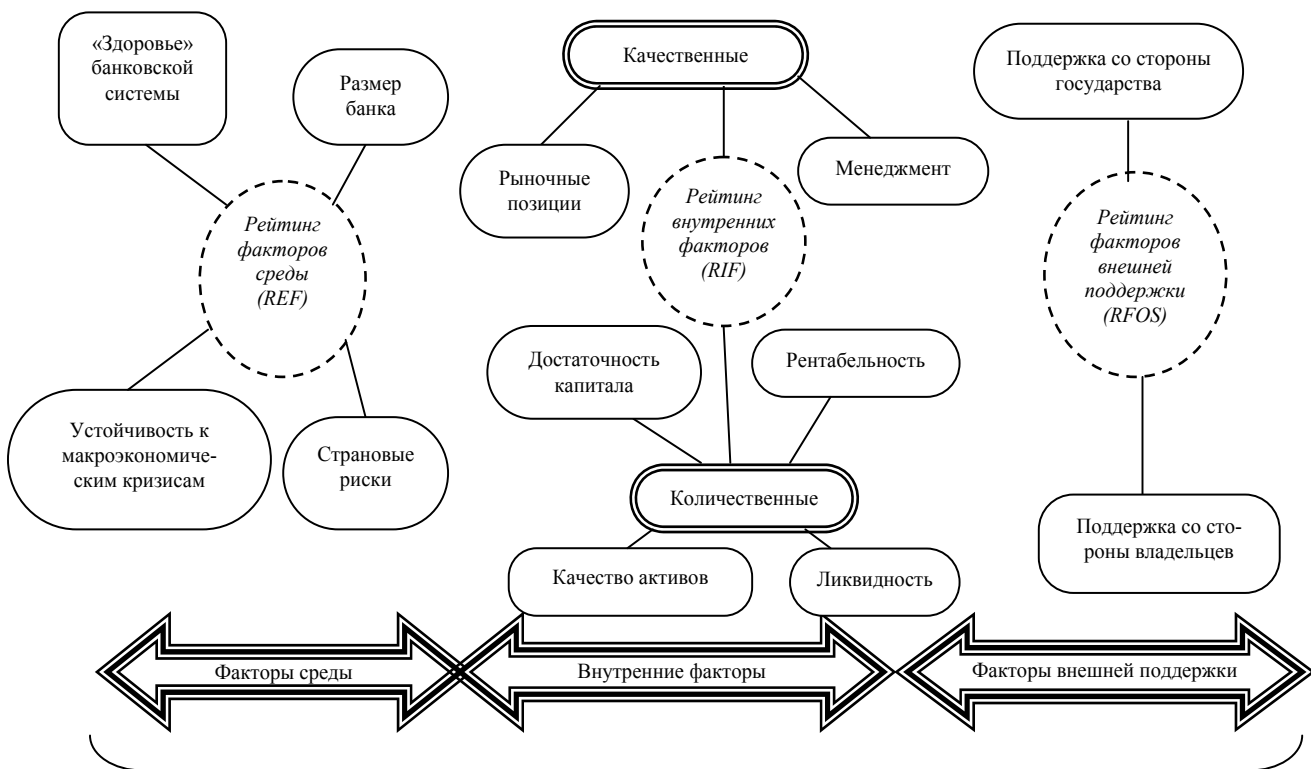 «Здоровье»
банковской
системы
Размер
банка
Рейтинг
факторов
среды
(REF)
Устойчивость к
макроэкономиче-
ским кризисам
Страновые
риски
Качественные
Рыночные
позиции
Менеджмент
Рейтинг
внутренних
факторов
(RIF)
Достаточность
капитала
Рентабельность
Количественные
Качество активов
Ликвидность
Поддержка со стороны
государства
Рейтинг
факторов
внешней
поддержки
(RFOS)
Поддержка со сто-
роны владельцев
Факторы среды
Внутренние факторы
Факторы внешней поддержки